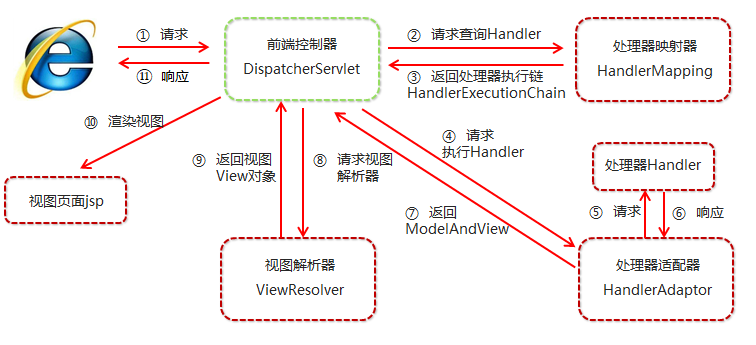 ① 请求
⑪ 响应
前端控制器
DispatcherServlet
② 请求查询Handler
③ 返回处理器执行链
HandlerExecutionChain
处理器映射器
HandlerMapping
⑩ 渲染视图
视图页面jsp
⑨ 返回视图
View对象
⑧ 请求视图
解析器
④ 请求
执行Handler
⑦ 返回
ModelAndView
处理器Handler
⑤ 请求
⑥ 响应
视图解析器
ViewResolver
处理器适配器
HandlerAdaptor